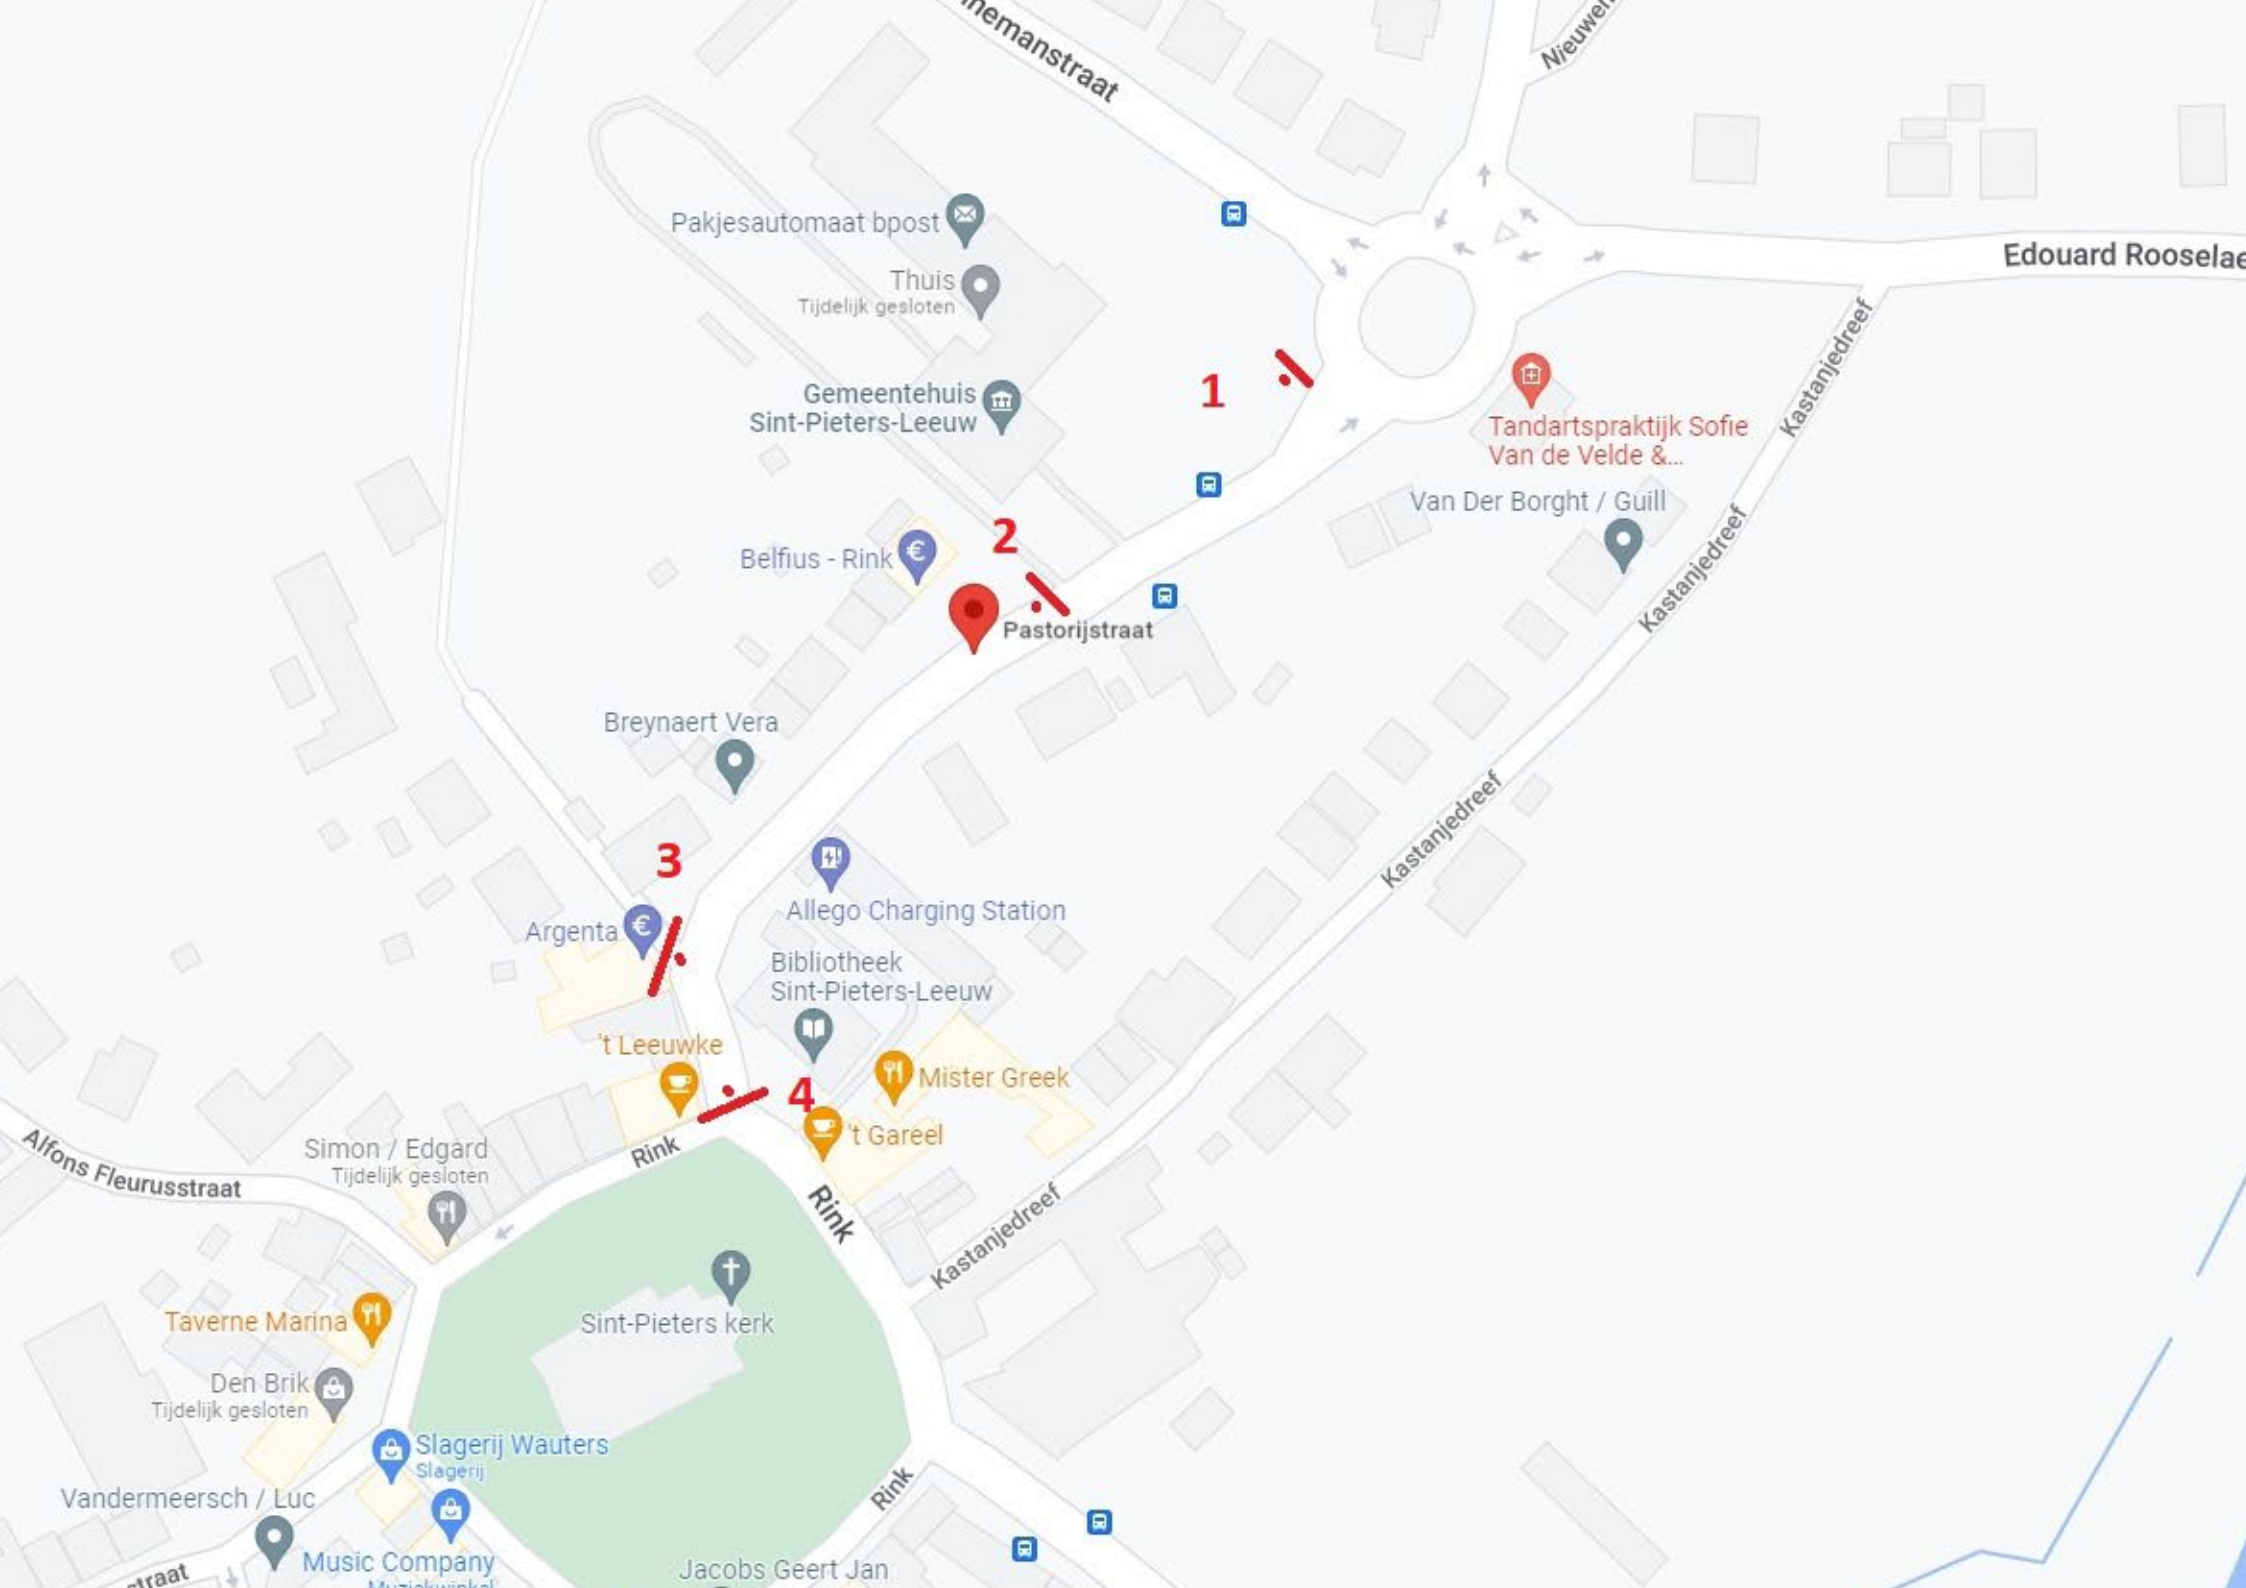 nemanstraat
Nieuwen
Pakjesautomaat bpost
Thuis
Tijdelijk gesloten
Edouard Rooselae
Kastanjedreef
1
Gemeentehuis
Sint-Pieters-Leeuw
Tandartspraktijk Sofie
Van de Velde &...
Van Der Borght / Guill
2
Belfius - Rink
Kastanjedreef
Pastorijstraat
Breynaert Vera
3
Kastanjedreef
Argenta
Allego Charging Station
Bibliotheek
Sint-Pieters-Leeuw
't Leeuwke
Mister Greek
4
't Gareel
Simon / Edgard
Tijdelijk gesloten
Rink
Alfons Fleurusstraat
Rink
Kastanjedreef
Taverne Marina
Sint-Pieters kerk
Den Brik
Tijdelijk gesloten
Slagerij Wauters
Slagerij
Rink
Vandermeersch / Luc
Music Company
Muziekwinkel
Jacobs Geert Jan
straat